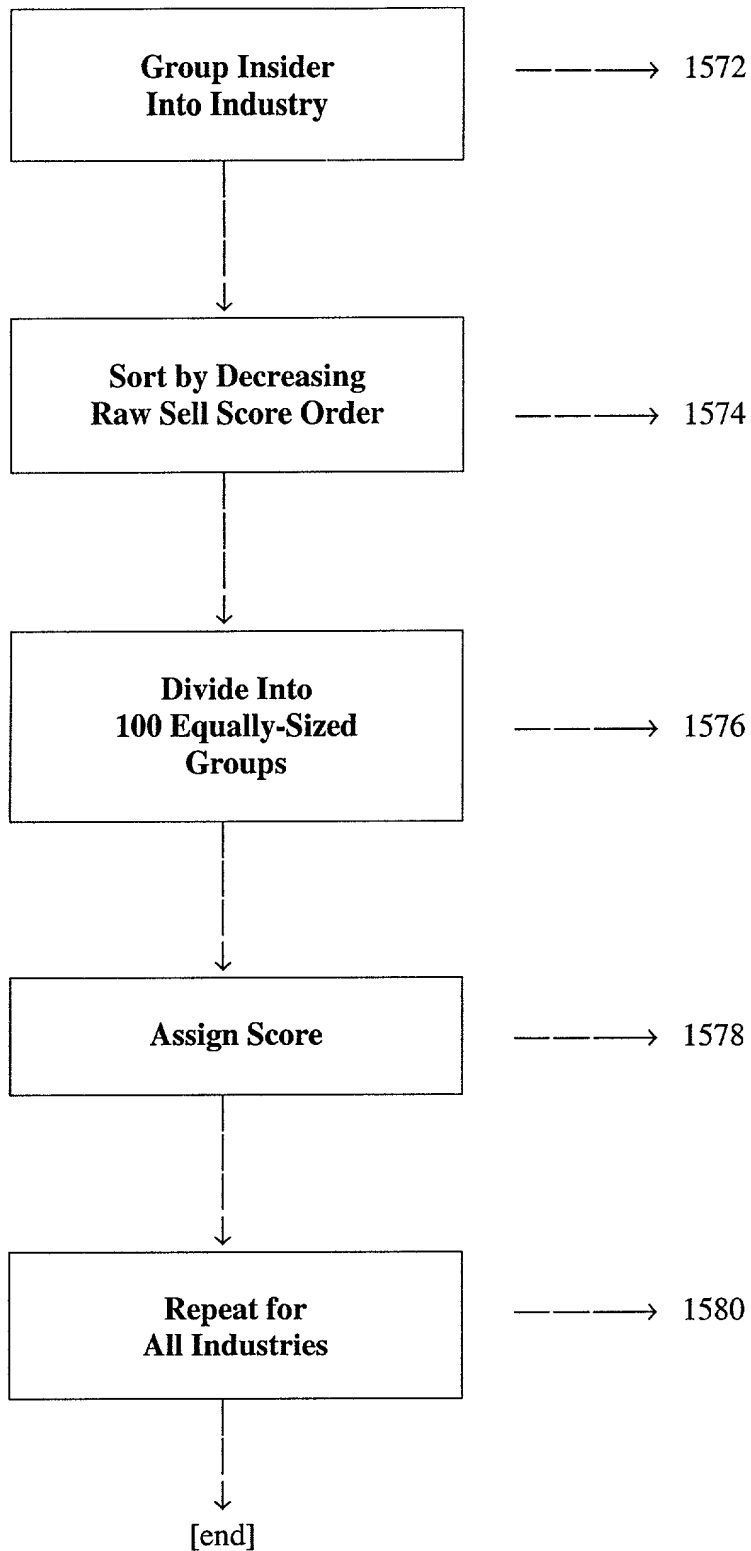 Group Insider
Into Industry
1572
Sort by Decreasing
Raw Sell Score Order
1574
Divide Into
100 Equally-Sized
Groups
1576
Assign Score
1578
Repeat for
All Industries
1580
[end]